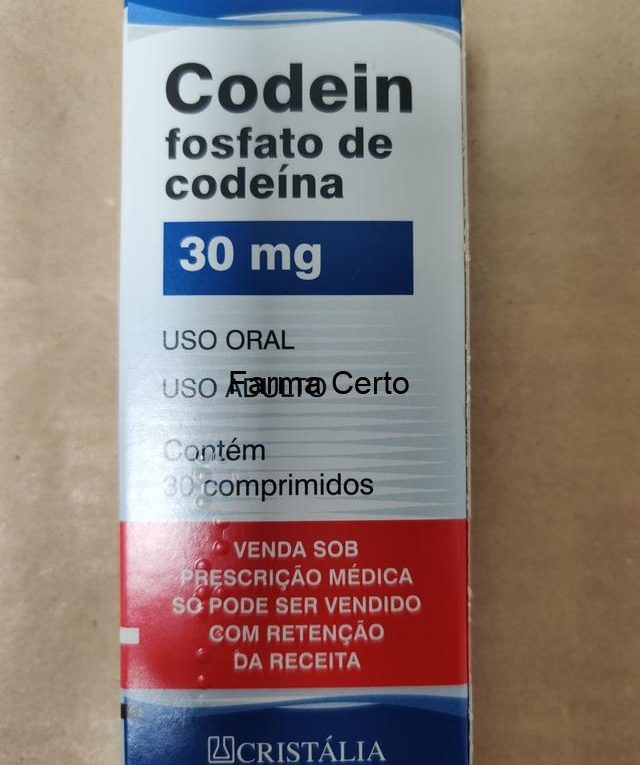 Codein
fosfato de
codeína
30 mg
USO ORAL
USO ADULTO
Farma Certo
Contém
30 comprimidos
VENDA SOB
PRESCRIÇÃO MÉDICA
SÓ PODE SER VENDIDO
COM RETENÇÃO
DA RECEITA
CRISTÁLIA